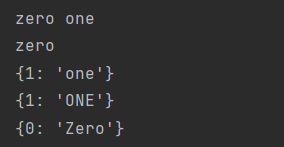 zero one
zero
{1: 'one'}
{1: 'ONE'}
{0: 'Zero'}